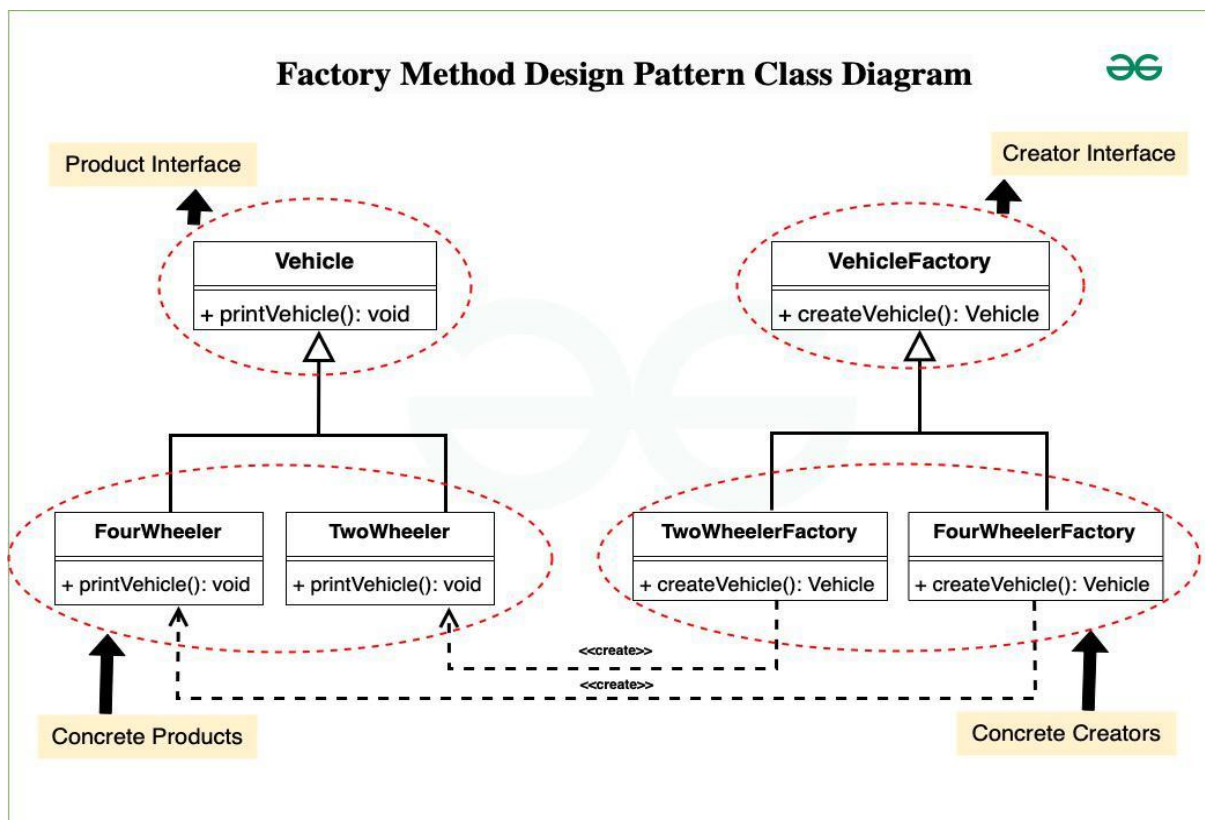 Factory Method Design Pattern Class Diagram
Product Interface
Creator Interface
Vehicle
+ printVehicle(): void
VehicleFactory
+ createVehicle(): Vehicle
FourWheeler
+ printVehicle(): void
TwoWheeler
+ printVehicle(): void
TwoWheelerFactory
+ createVehicle(): Vehicle
FourWheelerFactory
+ createVehicle(): Vehicle
<<create>>
<<create>>
Concrete Products
Concrete Creators